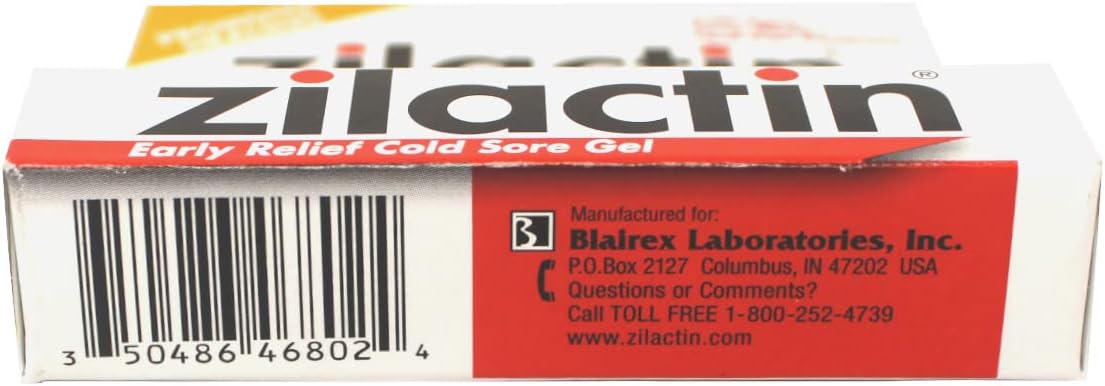 zilactin
zilactin®
Early Relief Cold Sore Gel
3 50486 46802 4
Manufactured for:
Blairex Laboratories, Inc.
P.O.Box 2127 Columbus, IN 47202 USA
Questions or Comments?
Call TOLL FREE 1-800-252-4739
www.zilactin.com